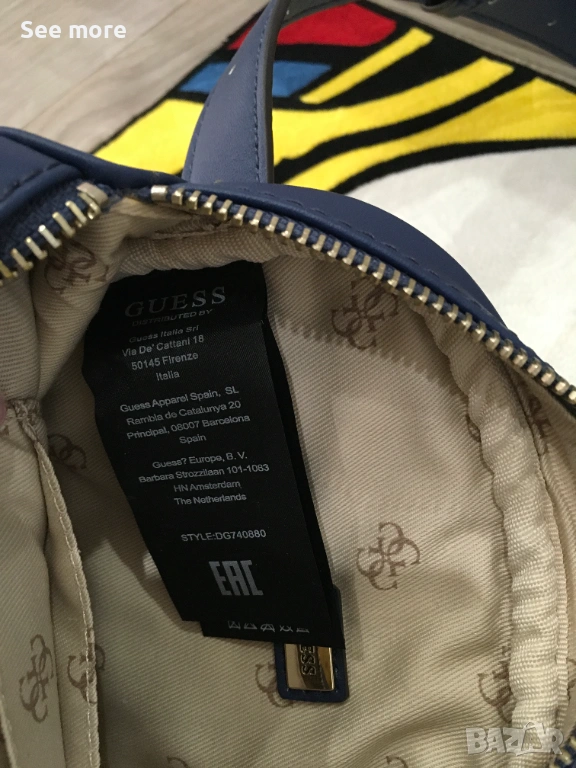 See more
GUESS
DISTRIBUTED BY
Guess Italia Srl
Via De' Cattani 18
50145 Firenze
Italia
Guess Apparel Spain, SL
Rambla de Catalunya 20
Principal, 08007 Barcelona
Spain
Guess? Europe, B. V.
Barbara Strozzilaan 101-1063
HN Amsterdam
The Netherlands
STYLE:DG740880
EAC
BAZAR